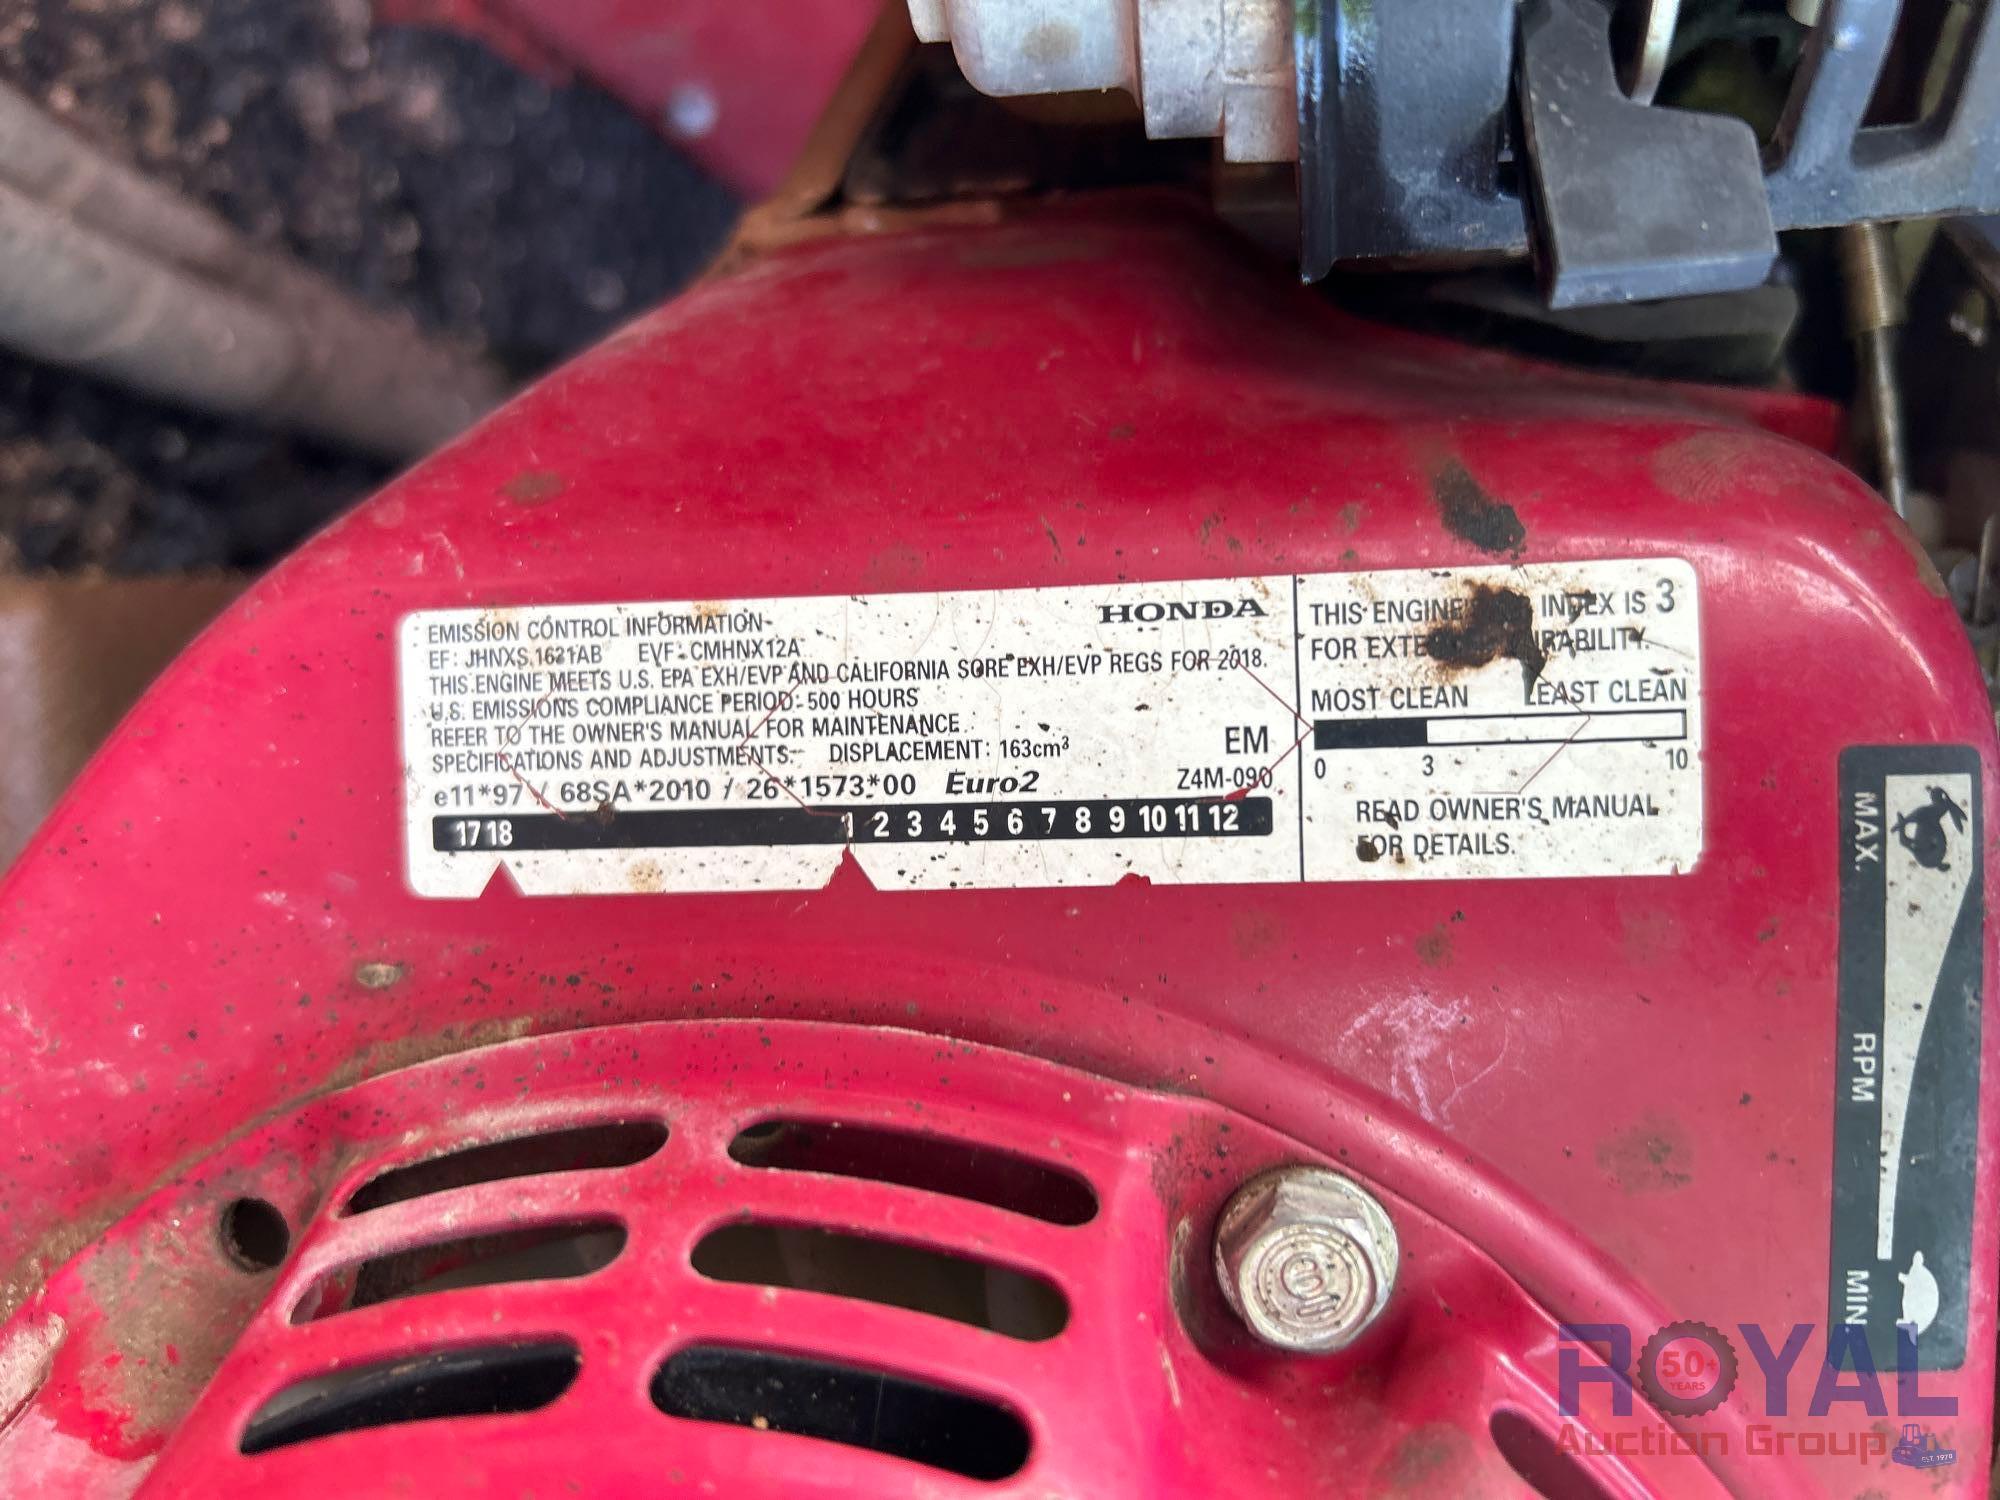 EMISSION CONTROL INFORMATION
HONDA
EF: JHNXS.1631AB EVF: CMHNX12A
THIS ENGINE MEETS U.S. EPA EXH/EVP AND CALIFORNIA SORE EXH/EVP REGS FOR 2018.
U.S. EMISSIONS COMPLIANCE PERIOD: 500 HOURS
REFER TO THE OWNER'S MANUAL FOR MAINTENANCE
SPECIFICATIONS AND ADJUSTMENTS. DISPLACEMENT: 163cm³
EM
e11*97 / 68SA*2010 / 26*1573*00 Euro2
Z4M-090
17 18 1 2 3 4 5 6 7 8 9 10 11 12
THIS ENGINE INDEX IS 3
FOR
MOST CLEAN LEAST CLEAN
0 3 10
READ OWNER'S MANUAL
FOR DETAILS.
MAX.
RPM
MIN
ROYAL
50+
YEARS
Auction Group
EST. 1970